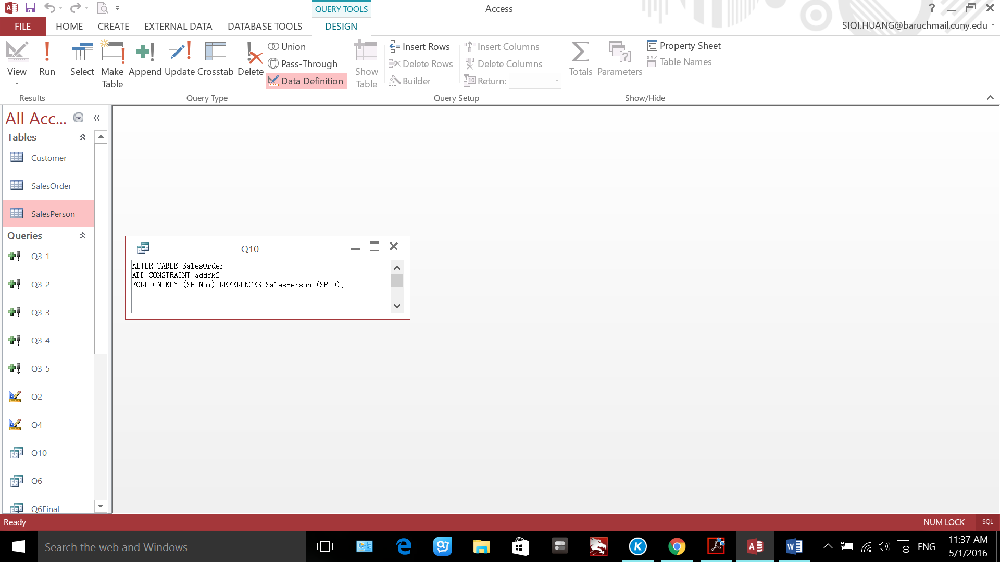 QUERY TOOLS
Access
?
FILE
HOME
CREATE
EXTERNAL DATA
DATABASE TOOLS
DESIGN
SIQI.HUANG@baruchmail.cuny.edu
View
Run
Select
Make
Table
Append
Update
Crosstab
Delete
Union
Pass-Through
Data Definition
Show
Table
Insert Rows
Delete Rows
Builder
Insert Columns
Delete Columns
Return:
Totals
Parameters
Property Sheet
XYZ
Table Names
Results
Query Type
Query Setup
Show/Hide
All Acc...
Tables
Customer
SalesOrder
SalesPerson
Queries
Q3-1
Q3-2
Q3-3
Q3-4
Q3-5
Q2
Q4
Q10
Q6
Q6Final
Q10
ALTER TABLE SalesOrder
ADD CONSTRAINT addfk2
FOREIGN KEY (SP_Num) REFERENCES SalesPerson (SPID);
Ready
NUM LOCK
SQL
Search the web and Windows
ENG
11:37 AM
5/1/2016